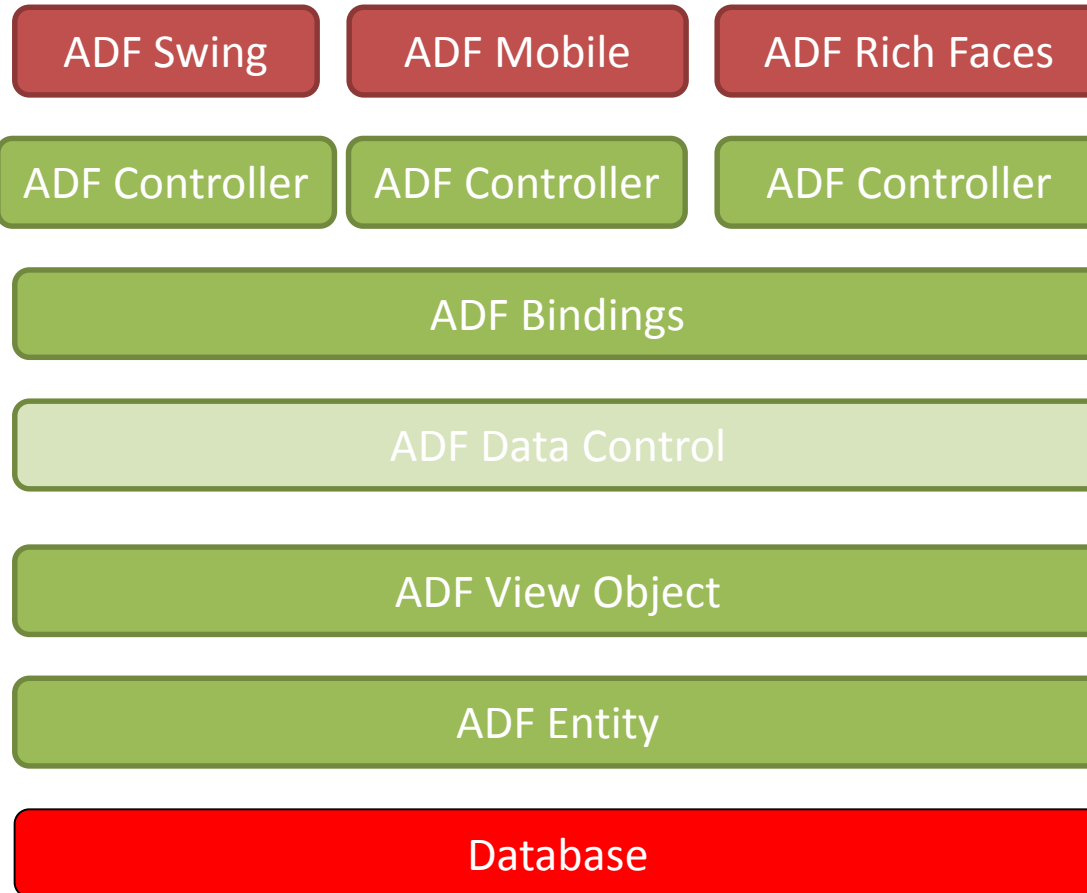 ADF Swing
ADF Mobile
ADF Rich Faces
ADF Controller
ADF Controller
ADF Controller
ADF Bindings
ADF Data Control
ADF View Object
ADF Entity
Database